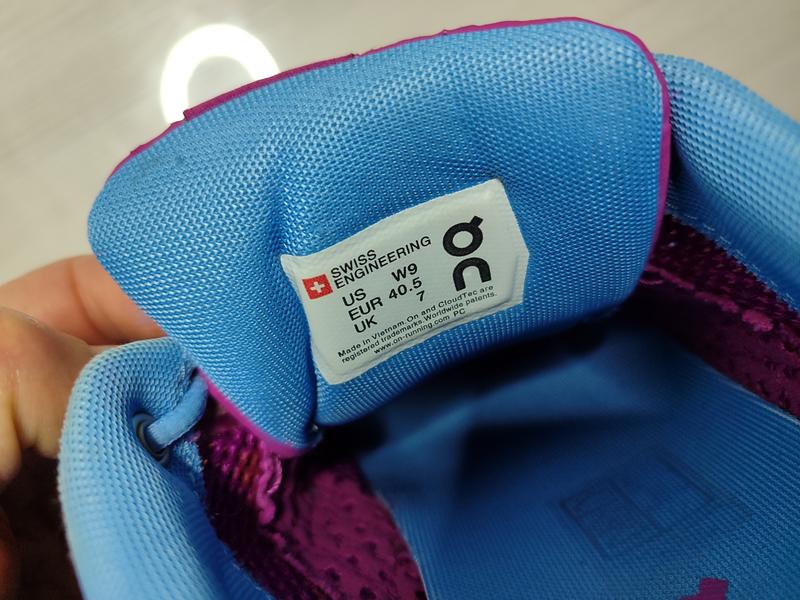 SWISS
ENGINEERING
US W9
EUR 40.5
UK 7
Made in Vietnam.On and CloudTec are
registered trademarks.Worldwide patents.
www.on-running.com PC
On